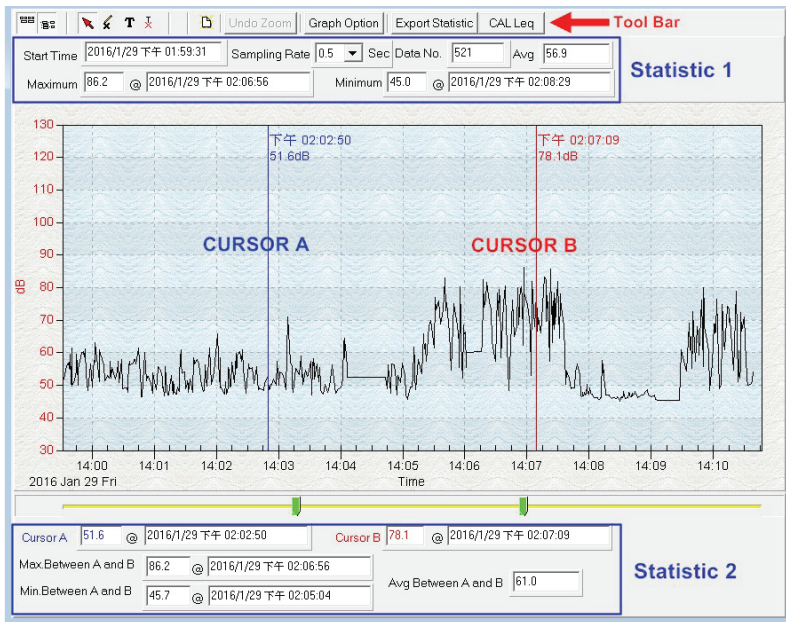 T Undo Zoom Graph Option Export Statistic CAL Leq Tool Bar
Start Time 2016/1/29 下午 01:59:31 Sampling Rate 0.5 Sec Data No. 521 Avg 56.9
Maximum 86.2 @ 2016/1/29 下午 02:06:56 Minimum 45.0 @ 2016/1/29 下午 02:08:29
Statistic 1
130
120
110
100
90
80
70
60
50
40
30
dB
下午 02:02:50
51.6dB
下午 02:07:09
78.1dB
CURSOR A
CURSOR B
14:00 14:01 14:02 14:03 14:04 14:05 14:06 14:07 14:08 14:09 14:10
2016 Jan 29 Fri
Time
Cursor A 51.6 @ 2016/1/29 下午 02:02:50 Cursor B 78.1 @ 2016/1/29 下午 02:07:09
Max.Between A and B 86.2 @ 2016/1/29 下午 02:06:56
Min.Between A and B 45.7 @ 2016/1/29 下午 02:05:04
Avg Between A and B 61.0
Statistic 2